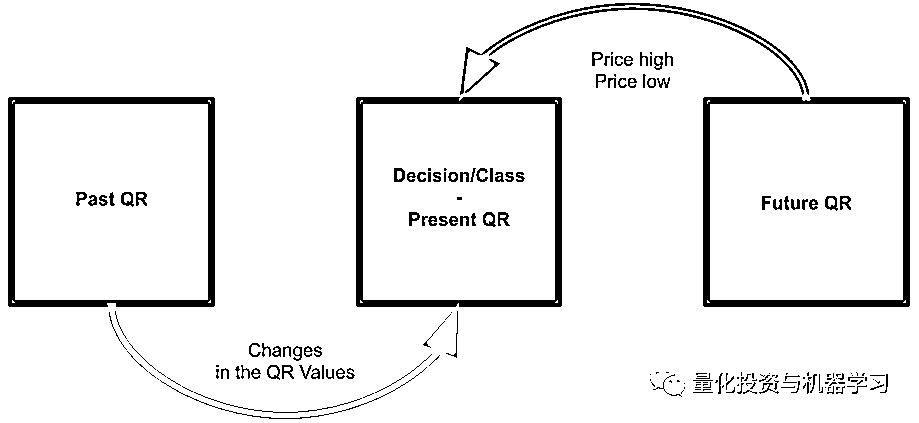 Price high
Price low
Past QR
Decision/Class
-
Present QR
Future QR
Changes
in the QR Values
量化投资与机器学习